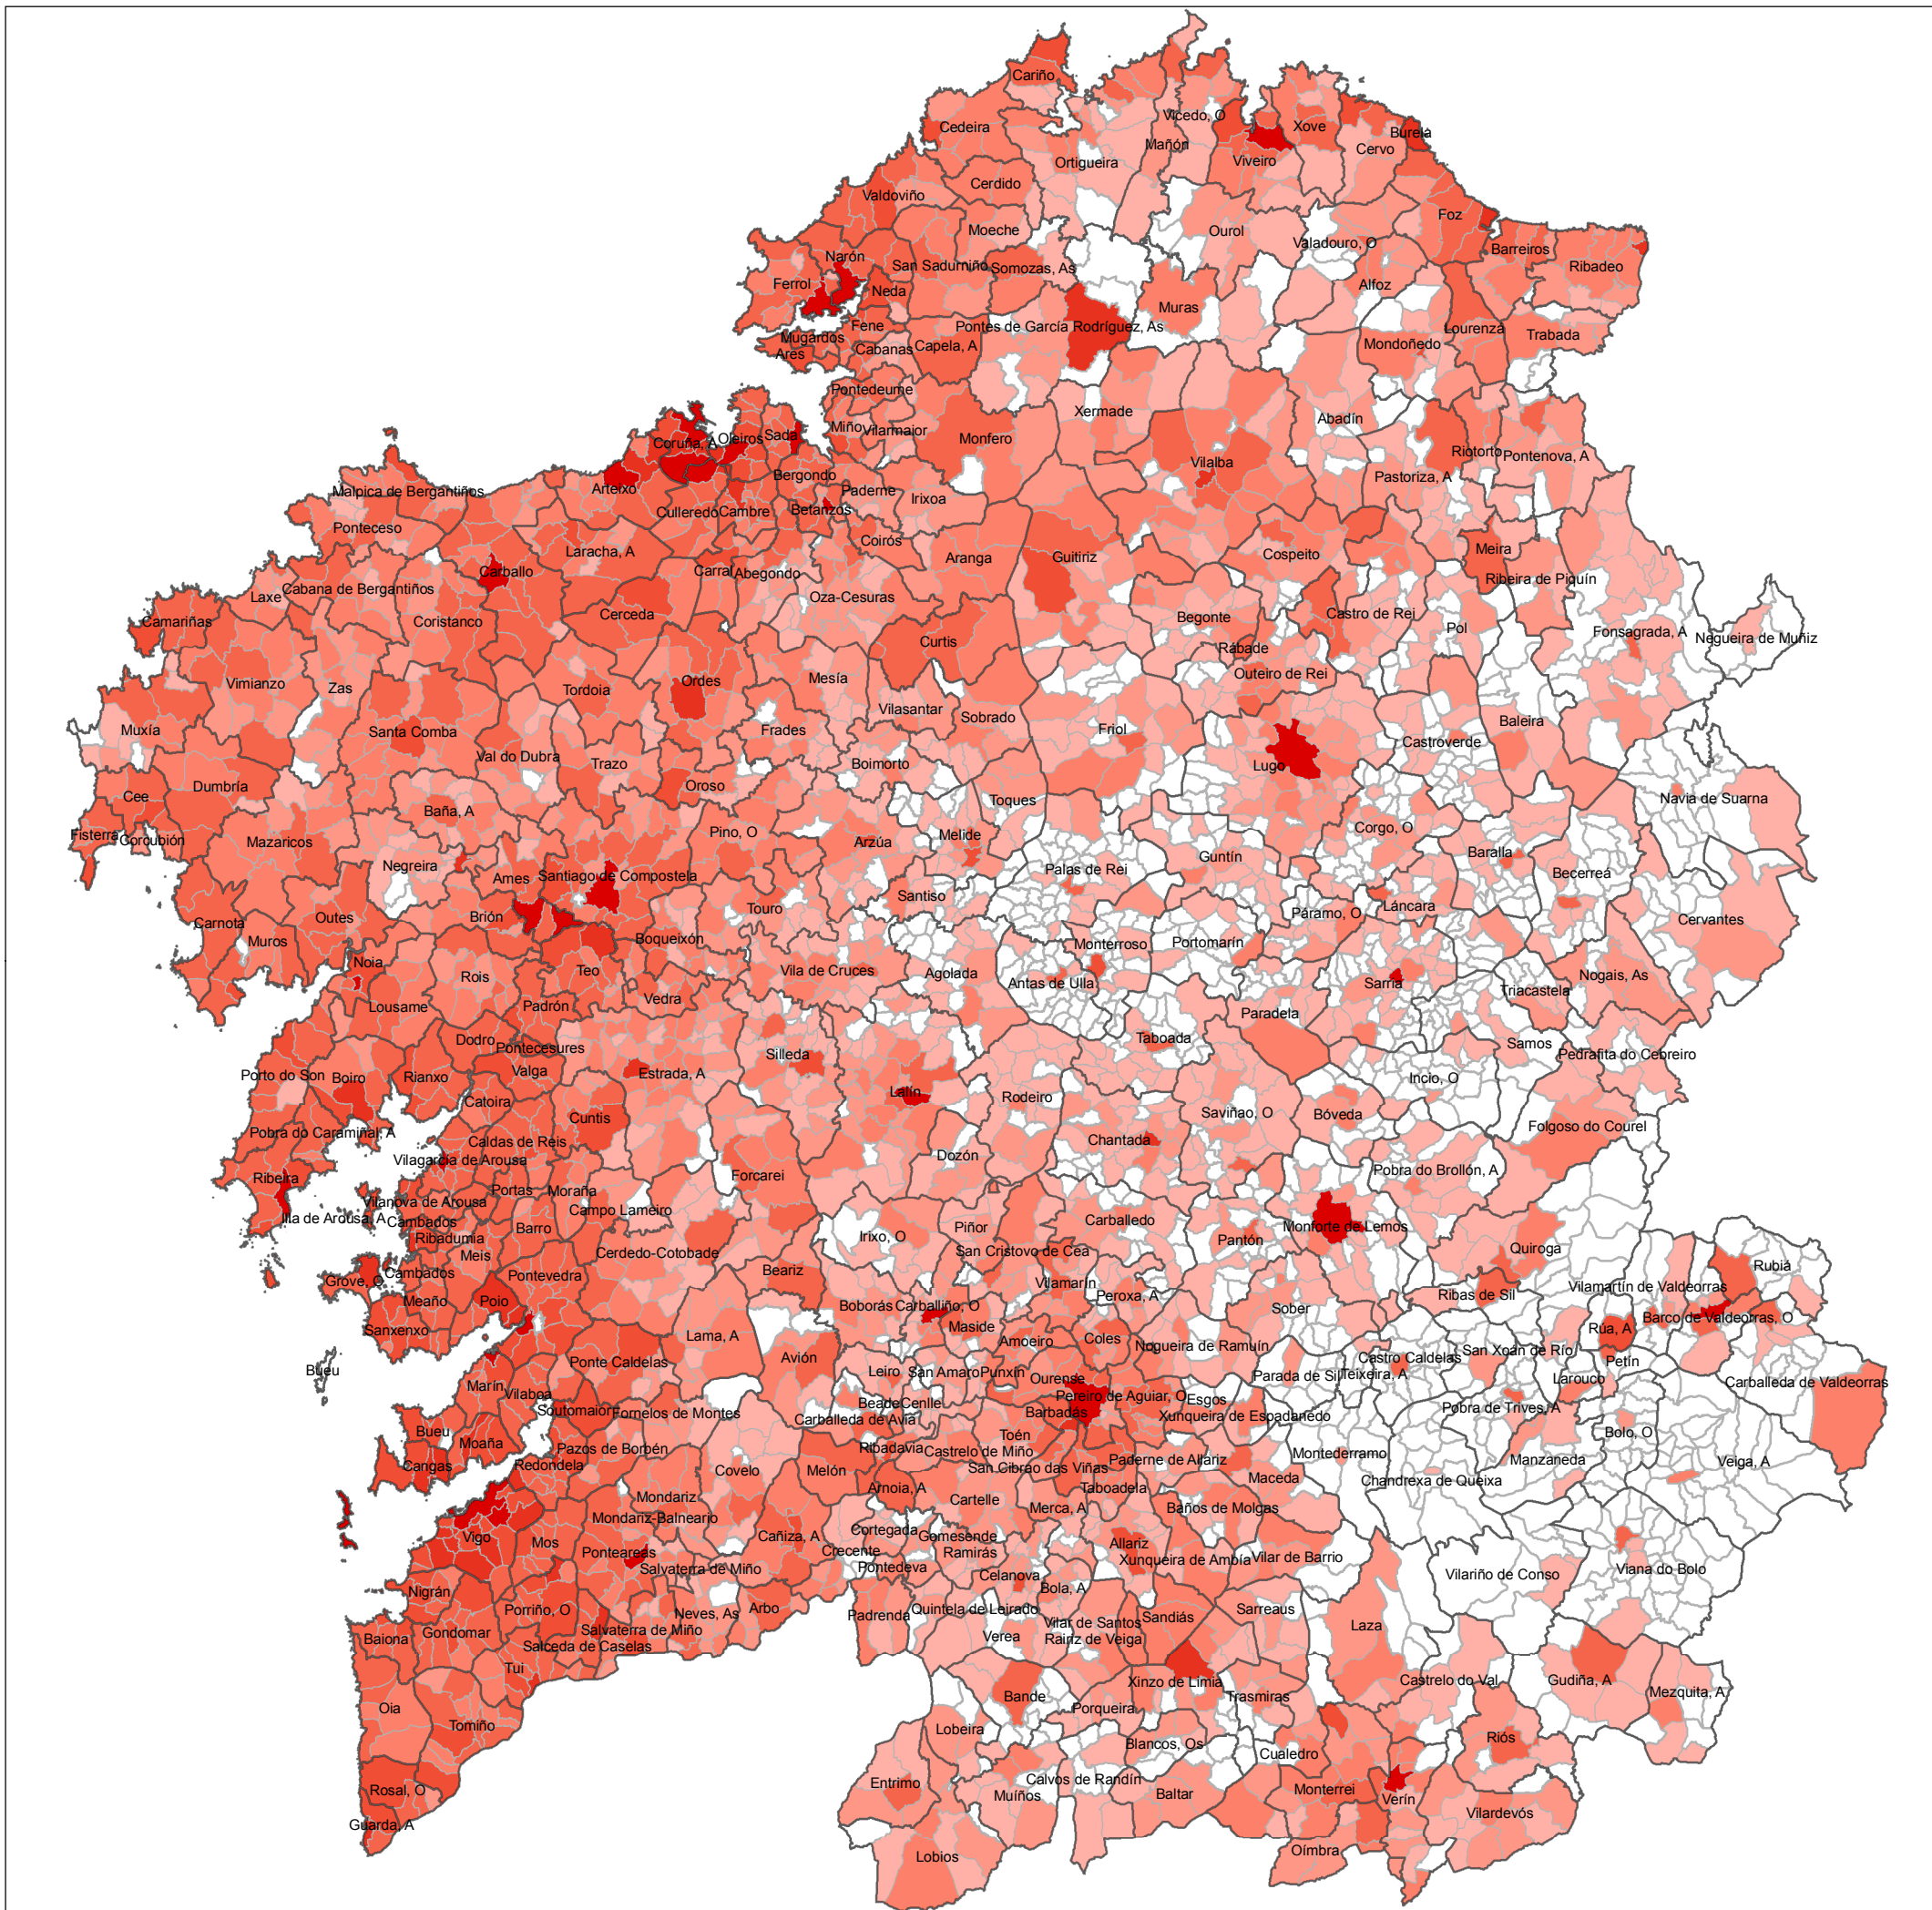 Cariño
Vicedo, O
Xove
Burela
Cedeira
Mañón
Cervo
Ortigueira
Viveiro
Cerdido
Valdoviño
Foz
Moeche
Ourol
Valadouro, O
Barreiros
Narón
San Sadurniño
Somozas, As
Ribadeo
Ferrol
Neda
Alfoz
Muras
Fene
Pontes de García Rodríguez, As
Lourenzá
Trabada
Mugardos
Ares
Cabanas
Capela, A
Mondoñedo
Pontedeume
Xermade
Abadín
Miño
Vilarmaior
Monfero
Coruña, A
Oleiros
Sada
Riotorto
Pontenova, A
Vilalba
Bergondo
Pastoriza, A
Malpica de Bergantiños
Arteixo
Paderne
Irixoa
Culleredo
Cambre
Betanzos
Ponteceso
Coirós
Laracha, A
Aranga
Guitiriz
Cospeito
Meira
Carballo
Carral
Abegondo
Ribeira de Piquín
Laxe
Cabana de Bergantiños
Oza-Cesuras
Camariñas
Coristanco
Cerceda
Begonte
Castro de Rei
Pol
Fonsagrada, A
Negueira de Muñiz
Curtis
Rábade
Vimianzo
Zas
Tordoia
Ordes
Mesía
Outeiro de Rei
Vilasantar
Sobrado
Muxía
Santa Comba
Frades
Friol
Baleira
Castroverde
Val do Dubra
Trazo
Boimorto
Lugo
Cee
Dumbría
Oroso
Toques
Navia de Suarna
Baña, A
Fisterra
Corcubión
Mazaricos
Pino, O
Arzúa
Melide
Corgo, O
Negreira
Guntín
Baralla
Ames
Santiago de Compostela
Palas de Rei
Becerreá
Santiso
Carnota
Outes
Brión
Touro
Páramo, O
Láncara
Cervantes
Muros
Boqueixón
Monterroso
Portomarín
Noia
Rois
Teo
Vila de Cruces
Agolada
Antas de Ulla
Sarria
Nogais, As
Triacastela
Lousame
Padrón
Vedra
Paradela
Dodro
Pontecesures
Silleda
Taboada
Samos
Pedrafita do Cebreiro
Porto do Son
Boiro
Rianxo
Valga
Estrada, A
Incio, O
Catoira
Lalín
Rodeiro
Saviñao, O
Bóveda
Cuntis
Folgoso do Courel
Pobra do Caramiñal, A
Caldas de Reis
Chantada
Vilagarcía de Arousa
Dozón
Pobra do Brollón, A
Ribeira
Forcarei
Portas
Moraña
Vilanova de Arousa
Campo Lameiro
Illa de Arousa, A
Cambados
Barro
Piñor
Carballedo
Monforte de Lemos
Ribadumia
Irixo, O
Pantón
Meis
Cerdedo-Cotobade
San Cristovo de Cea
Quiroga
Cambados
Pontevedra
Beariz
Vilamarín
Rubiá
Grove, O
Vilamartín de Valdeorras
Meaño
Poio
Peroxa, A
Ribas de Sil
Boborás
Carballiño, O
Sober
Barco de Valdeorras, O
Sanxenxo
Lama, A
Maside
Amoeiro
Coles
Rúa, A
Nogueira de Ramuín
San Xoán de Río
Bueu
Ponte Caldelas
Avión
Castro Caldelas
Petín
Leiro
San Amaro
Punxín
Ourense
Parada de Sil
Teixeira, A
Larouco
Carballeda de Valdeorras
Marín
Vilaboa
Pereiro de Aguiar, O
Esgos
Soutomaior
Fornelos de Montes
Beade
Cenlle
Barbadás
Xunqueira de Espadanedo
Pobra de Trives, A
Bueu
Carballeda de Avia
Bolo, O
Moaña
Pazos de Borbén
Ribadavia
Castrelo de Miño
Toén
Montederramo
Manzaneda
Veiga, A
Cangas
Redondela
Covelo
Melón
San Cibrao das Viñas
Paderne de Allariz
Maceda
Chandrexa de Queixa
Arnoia, A
Taboadela
Mondariz
Cartelle
Merca, A
Baños de Molgas
Mondariz-Balneario
Vigo
Mos
Cañiza, A
Cortegada
Gomesende
Allariz
Ponteareas
Crecente
Ramirás
Xunqueira de Ambía
Vilar de Barrio
Salvaterra de Miño
Pontedeva
Celanova
Bola, A
Vilariño de Conso
Viana do Bolo
Nigrán
Porriño, O
Neves, As
Arbo
Padrenda
Quintela de Leirado
Vilar de Santos
Sandiás
Sarreaus
Laza
Baiona
Gondomar
Salvaterra de Miño
Salceda de Caselas
Verea
Rairiz de Veiga
Tui
Xinzo de Limia
Castrelo do Val
Gudiña, A
Mezquita, A
Oia
Bande
Trasmiras
Porqueira
Tomiño
Lobeira
Riós
Blancos, Os
Cualedro
Rosal, O
Entrimo
Calvos de Randín
Muíños
Baltar
Monterrei
Verín
Vilardevós
Guarda, A
Lobios
Oímbra